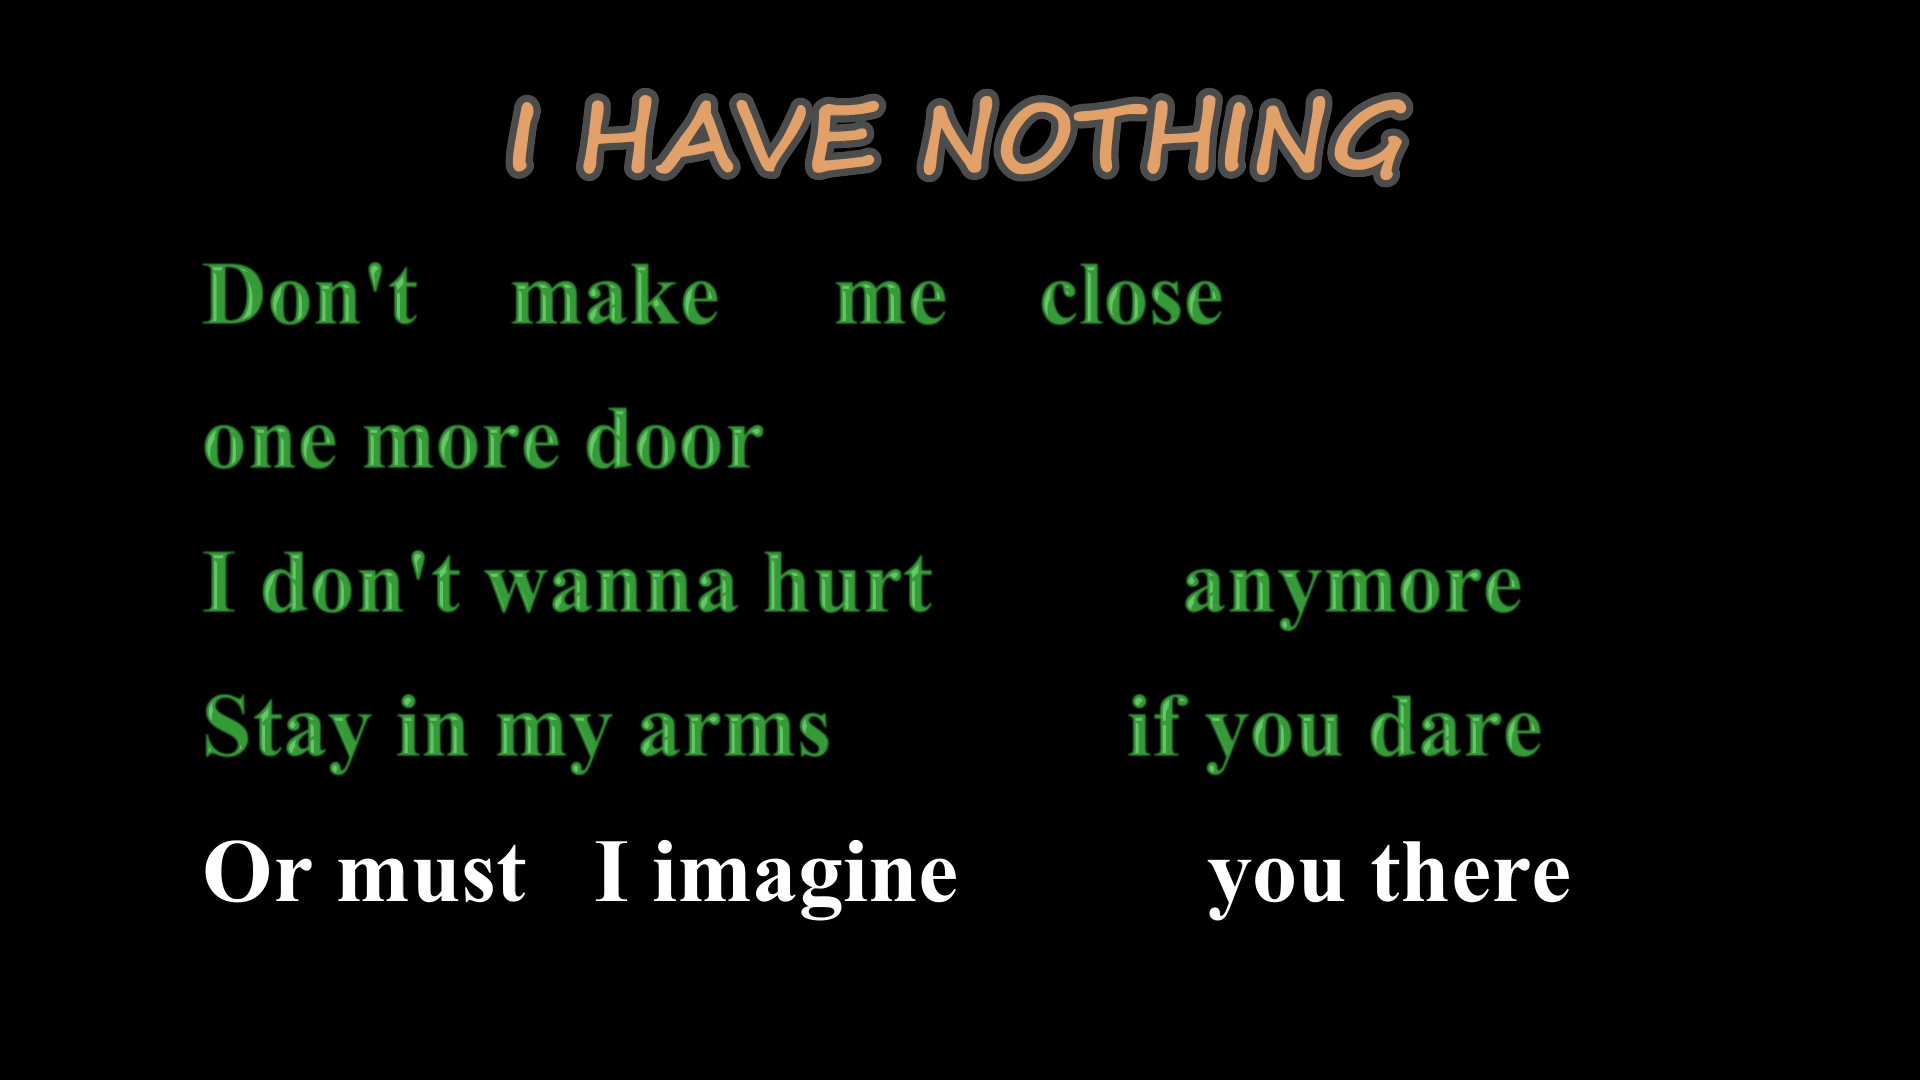 I HAVE NOTHING
Don't make me close
one more door
I don't wanna hurt anymore
Stay in my arms if you dare
Or must I imagine you there